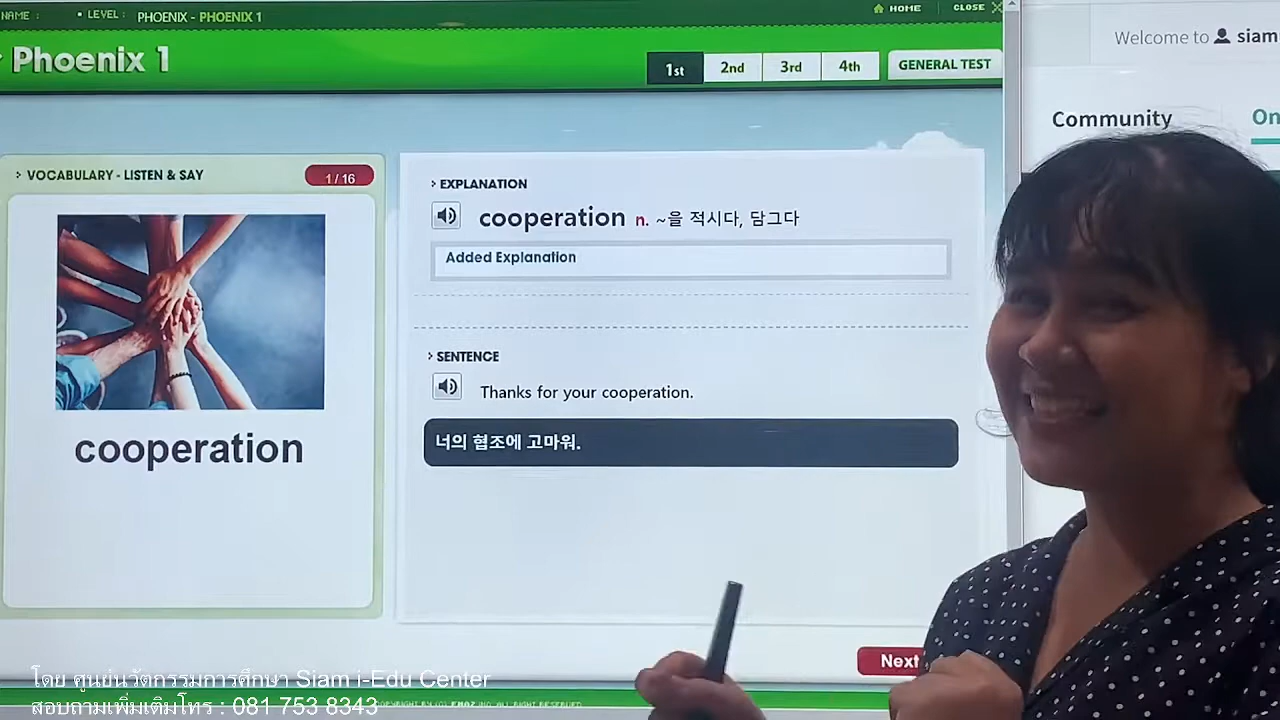 NAME :
LEVEL : PHOENIX - PHOENIX 1
HOME
CLOSE
Welcome to siam
Phoenix 1
1st
2nd
3rd
4th
GENERAL TEST
Community
On
VOCABULARY - LISTEN & SAY
1 / 16
cooperation
EXPLANATION
cooperation n. ~을 적시다, 담그다
Added Explanation
SENTENCE
Thanks for your cooperation.
너의 협조에 고마워.
Next
โดย ศูนย์นวัตกรรมการศึกษา Siam i-Edu Center
สอบถามเพิ่มเติมโทร : 081 753 8343